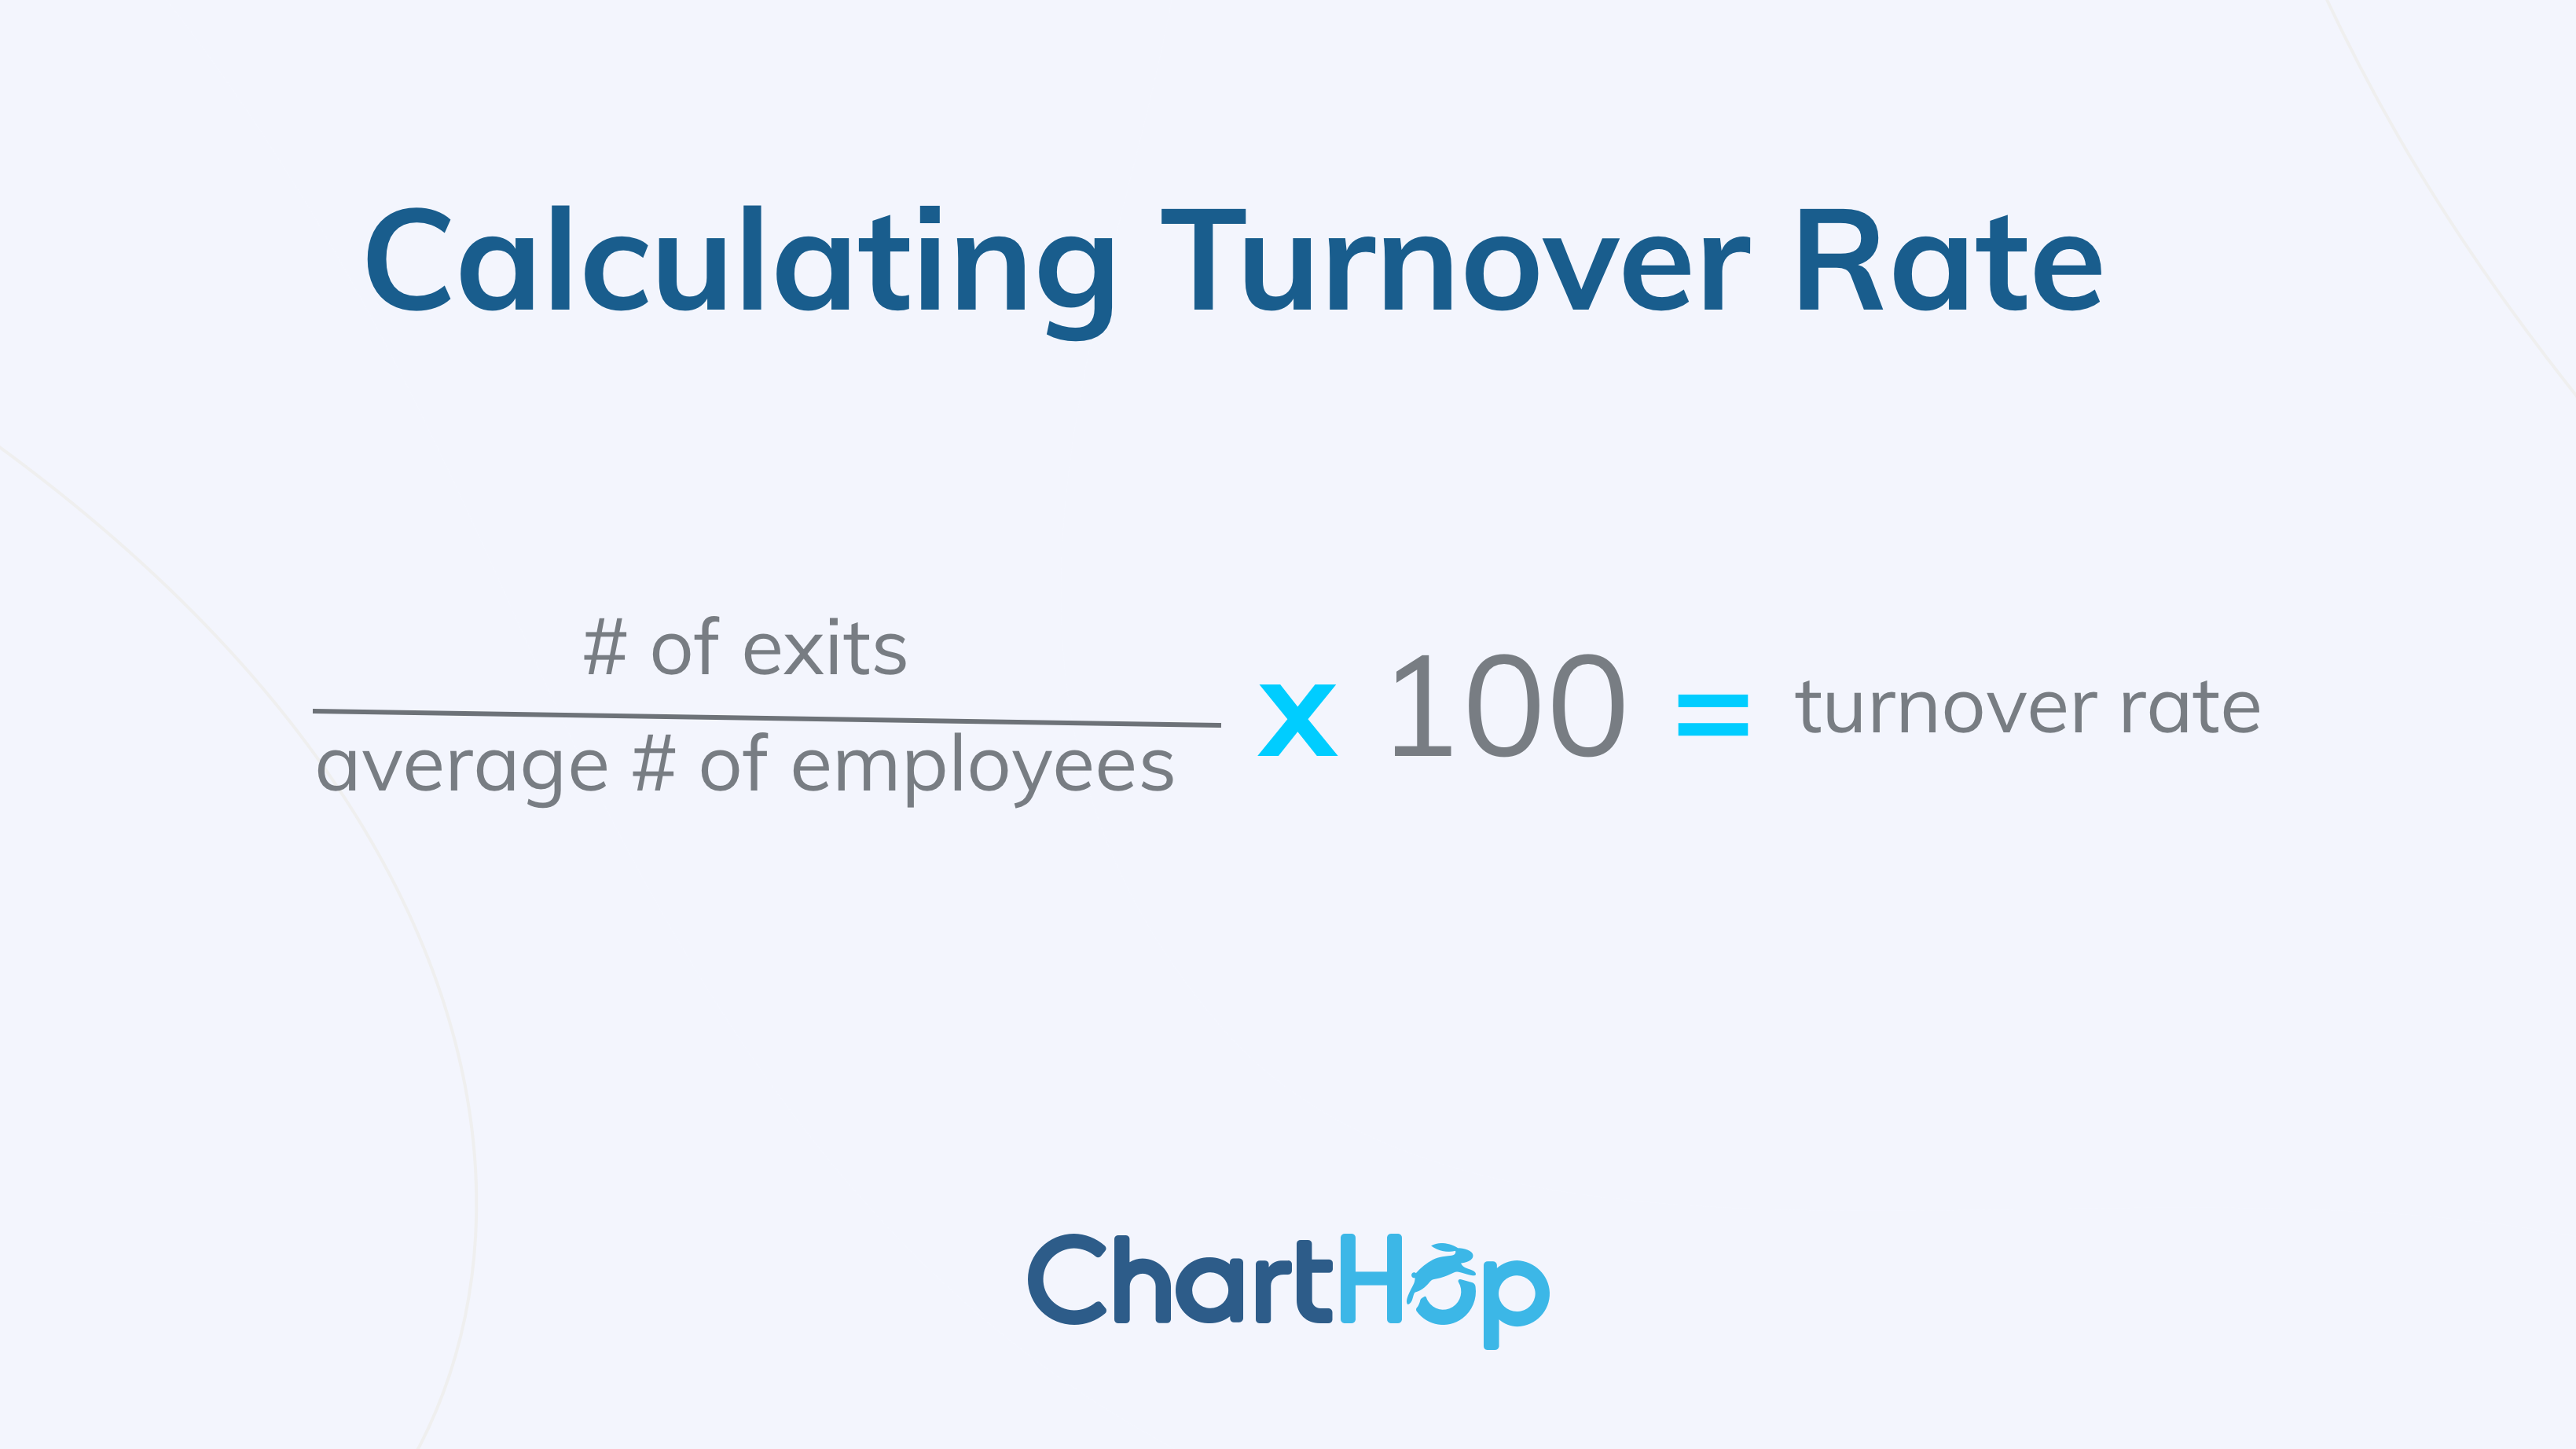 Calculating Turnover Rate
# of exits
average # of employees
x 100 = turnover rate
ChartHop